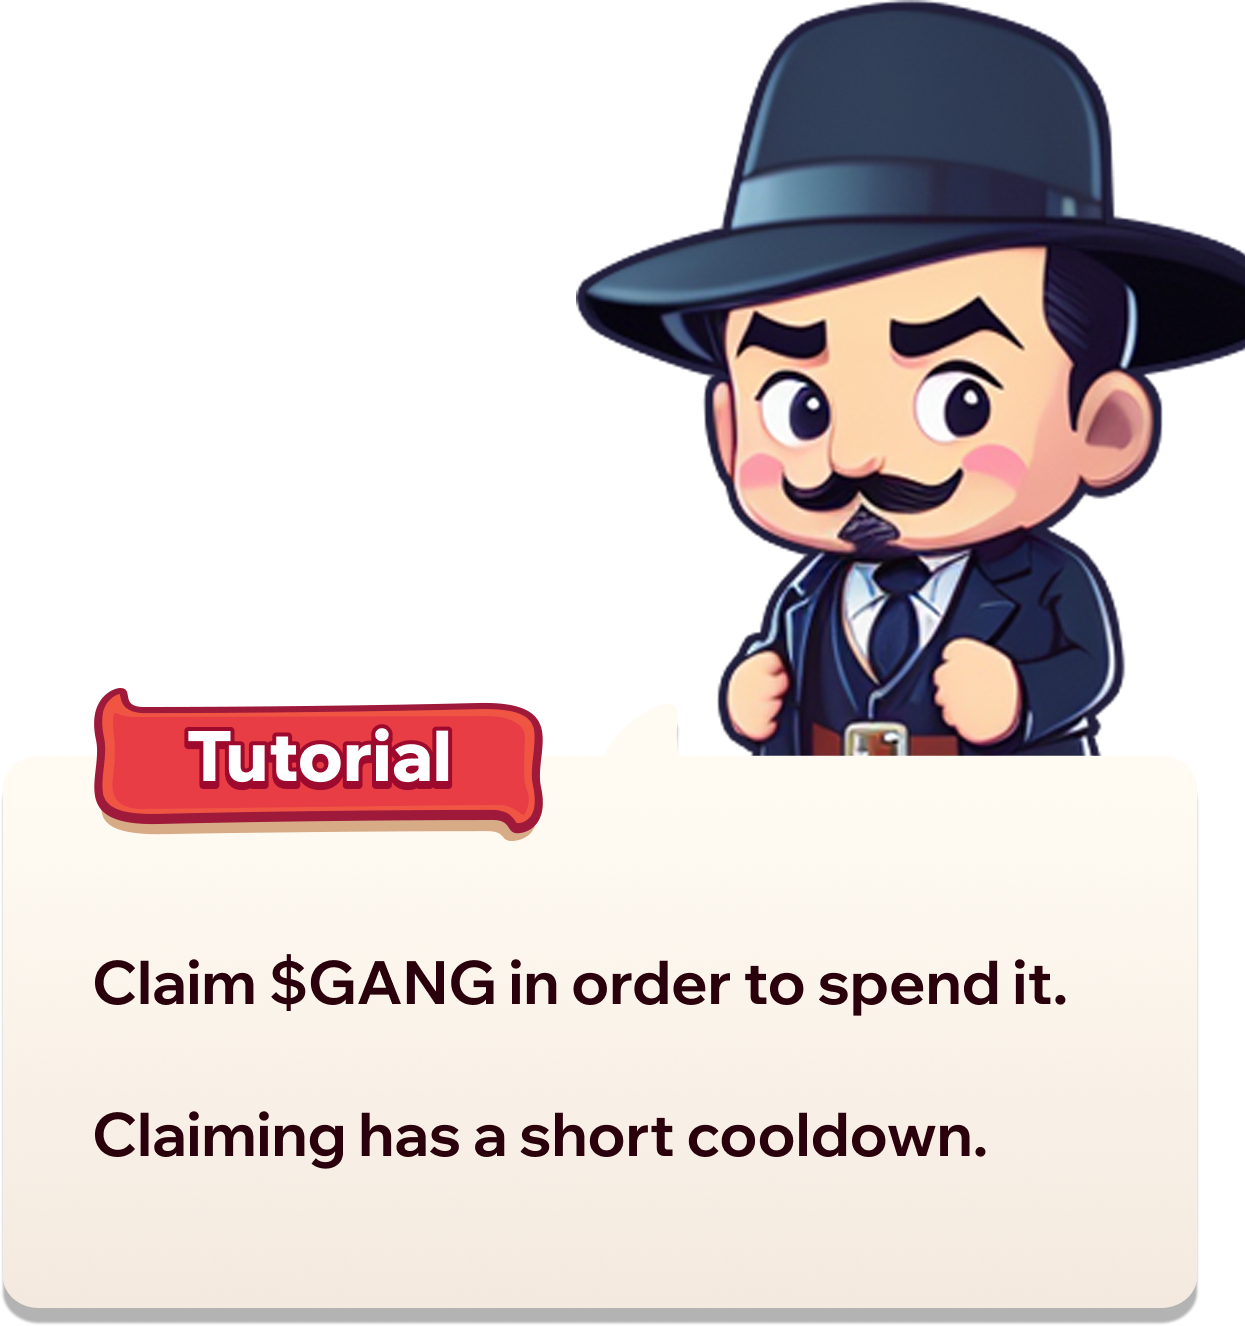 Tutorial
Claim $GANG in order to spend it.
Claiming has a short cooldown.